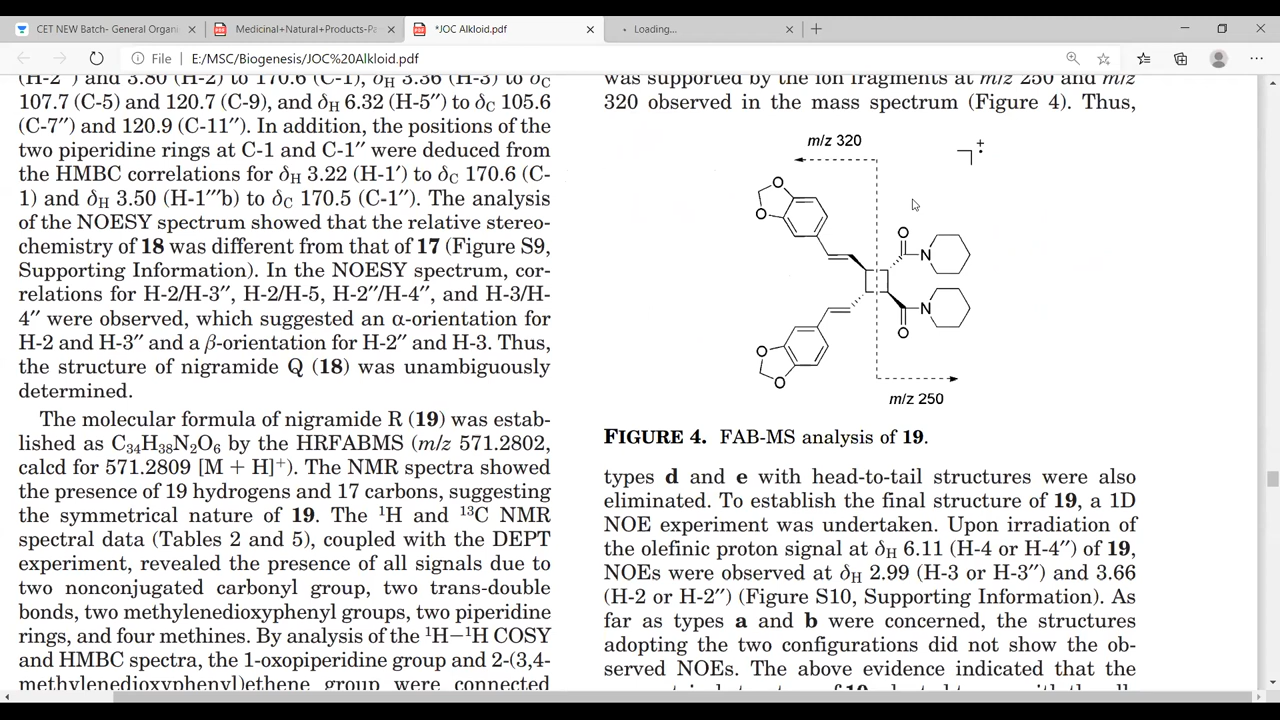 CET NEW Batch- General Organi
Medicinal+Natural+Products-Pa
*JOC Alkloid.pdf
Loading...
File
E:/MSC/Biogenesis/JOC%20Alkloid.pdf
(H-2″) and 3.80 (H-2) to 170.6 (C-1), δH 3.36 (H-3) to δC
107.7 (C-5) and 120.9 (C-9), and δH 6.32 (H-5″) to δC 105.6
(C-7″) and 120.9 (C-11″). In addition, the positions of the
two piperidine rings at C-1 and C-1″ were deduced from
the HMBC correlations for δH 3.22 (H-1′) to δC 170.6 (C-
1) and δH 3.50 (H-1‴b) to δC 170.5 (C-1″). The analysis
of the NOESY spectrum showed that the relative stereo-
chemistry of 18 was different from that of 17 (Figure S9,
Supporting Information). In the NOESY spectrum, cor-
relations for H-2/H-3″, H-2/H-5, H-2″/H-4″, and H-3/H-
4″ were observed, which suggested an α-orientation for
H-2 and H-3″ and a β-orientation for H-2″ and H-3. Thus,
the structure of nigramide Q (18) was unambiguously
determined.
The molecular formula of nigramide R (19) was estab-
lished as C34H38N2O6 by the HRFABMS (m/z 571.2802,
calcd for 571.2809 [M + H]+). The NMR spectra showed
the presence of 19 hydrogens and 17 carbons, suggesting
the symmetrical nature of 19. The 1H and 13C NMR
spectral data (Tables 2 and 5), coupled with the DEPT
experiment, revealed the presence of all signals due to
two nonconjugated carbonyl group, two trans-double
bonds, two methylenedioxyphenyl groups, two piperidine
rings, and four methines. By analysis of the 1H−1H COSY
and HMBC spectra, the 1-oxopiperidine group and 2-(3,4-
methylenedioxyphenyl)ethene group were connected
was supported by the ion fragments at m/z 250 and m/z
320 observed in the mass spectrum (Figure 4). Thus,
m/z 320
O
O
O
N
N
O
O
O
m/z 250
FIGURE 4. FAB-MS analysis of 19.
types d and e with head-to-tail structures were also
eliminated. To establish the final structure of 19, a 1D
NOE experiment was undertaken. Upon irradiation of
the olefinic proton signal at δH 6.11 (H-4 or H-4″) of 19,
NOEs were observed at δH 2.99 (H-3 or H-3″) and 3.66
(H-2 or H-2″) (Figure S10, Supporting Information). As
far as types a and b were concerned, the structures
adopting the two configurations did not show the ob-
served NOEs. The above evidence indicated that the